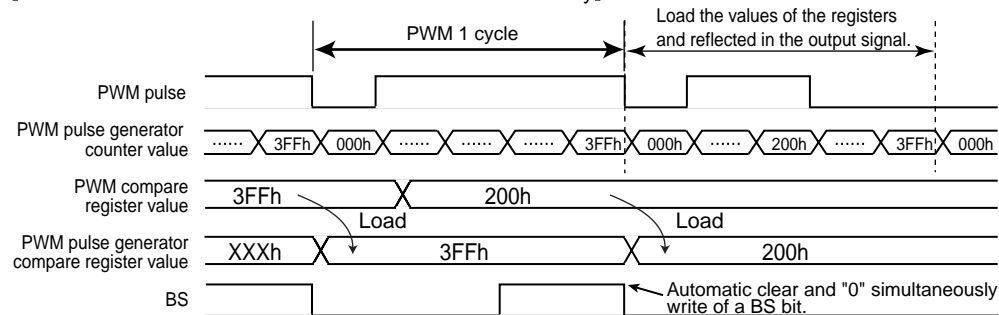 Load the values of the registers
and reflected in the output signal.
PWM 1 cycle
PWM pulse
PWM pulse generator
counter value
...... 3FFh 000h ...... ...... ...... 3FFh 000h ...... 200h ...... 3FFh 000h
PWM compare
register value
3FFh 200h
Load Load
PWM pulse generator
compare register value
XXXh 3FFh 200h
BS
Automatic clear and "0" simultaneously
write of a BS bit.